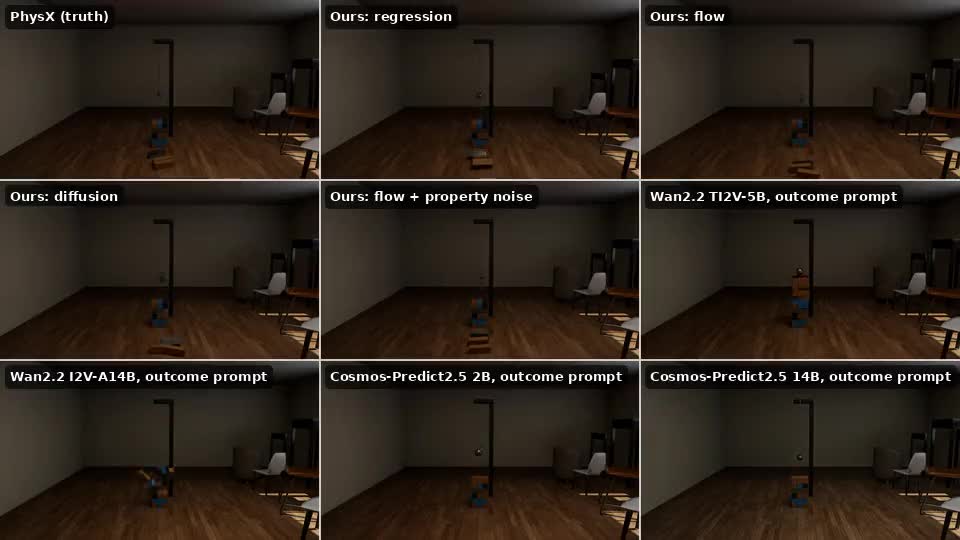 PhysX (truth)
Ours: regression
Ours: flow
Ours: diffusion
Ours: flow + property noise
Wan2.2 TI2V-5B, outcome prompt
Wan2.2 I2V-A14B, outcome prompt
Cosmos-Predict2.5 2B, outcome prompt
Cosmos-Predict2.5 14B, outcome prompt